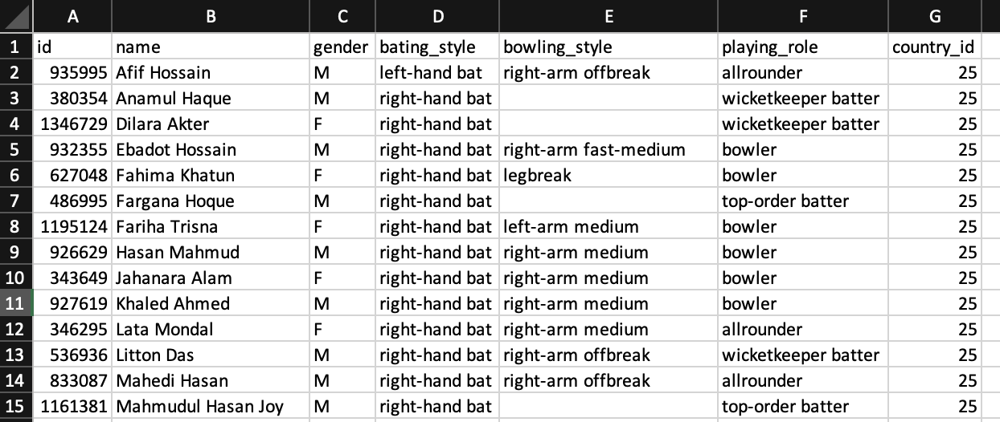 A B C D E F G
1 id name gender bating_style bowling_style playing_role country_id
2 935995 Afif Hossain M left-hand bat right-arm offbreak allrounder 25
3 380354 Anamul Haque M right-hand bat wicketkeeper batter 25
4 1346729 Dilara Akter F right-hand bat wicketkeeper batter 25
5 932355 Ebadot Hossain M right-hand bat right-arm fast-medium bowler 25
6 627048 Fahima Khatun F right-hand bat legbreak bowler 25
7 486995 Fargana Hoque M right-hand bat top-order batter 25
8 1195124 Fariha Trisna F right-hand bat left-arm medium bowler 25
9 926629 Hasan Mahmud M right-hand bat right-arm medium bowler 25
10 343649 Jahanara Alam F right-hand bat right-arm medium bowler 25
11 927619 Khaled Ahmed M right-hand bat right-arm medium bowler 25
12 346295 Lata Mondal F right-hand bat right-arm medium allrounder 25
13 536936 Litton Das M right-hand bat right-arm offbreak wicketkeeper batter 25
14 833087 Mahedi Hasan M right-hand bat right-arm offbreak allrounder 25
15 1161381 Mahmudul Hasan Joy M right-hand bat top-order batter 25